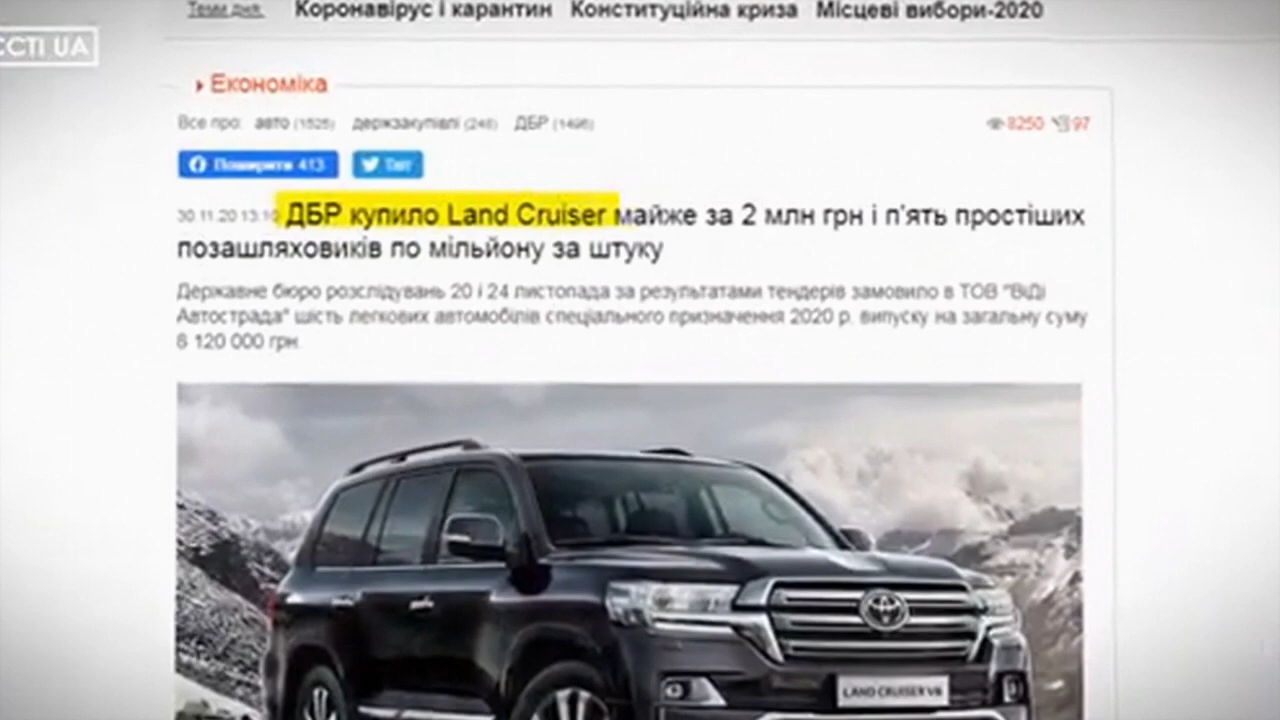 Теми дня: Коронавірус і карантин Конституційна криза Місцеві вибори-2020
ССТІ UA
Економіка
Все про: авто (1525) держзакупівлі (248) ДБР (1496)
8250 97
Поширити 413 Твіт
30.11.20 13:10 ДБР купило Land Cruiser майже за 2 млн грн і п'ять простіших
позашляховиків по мільйону за штуку
Державне бюро розслідувань 20 і 24 листопада за результатами тендерів замовило в ТОВ "ВіДі
Автострада" шість легкових автомобілів спеціального призначення 2020 р. випуску на загальну суму
6 120 000 грн.
LAND CRUISER V8